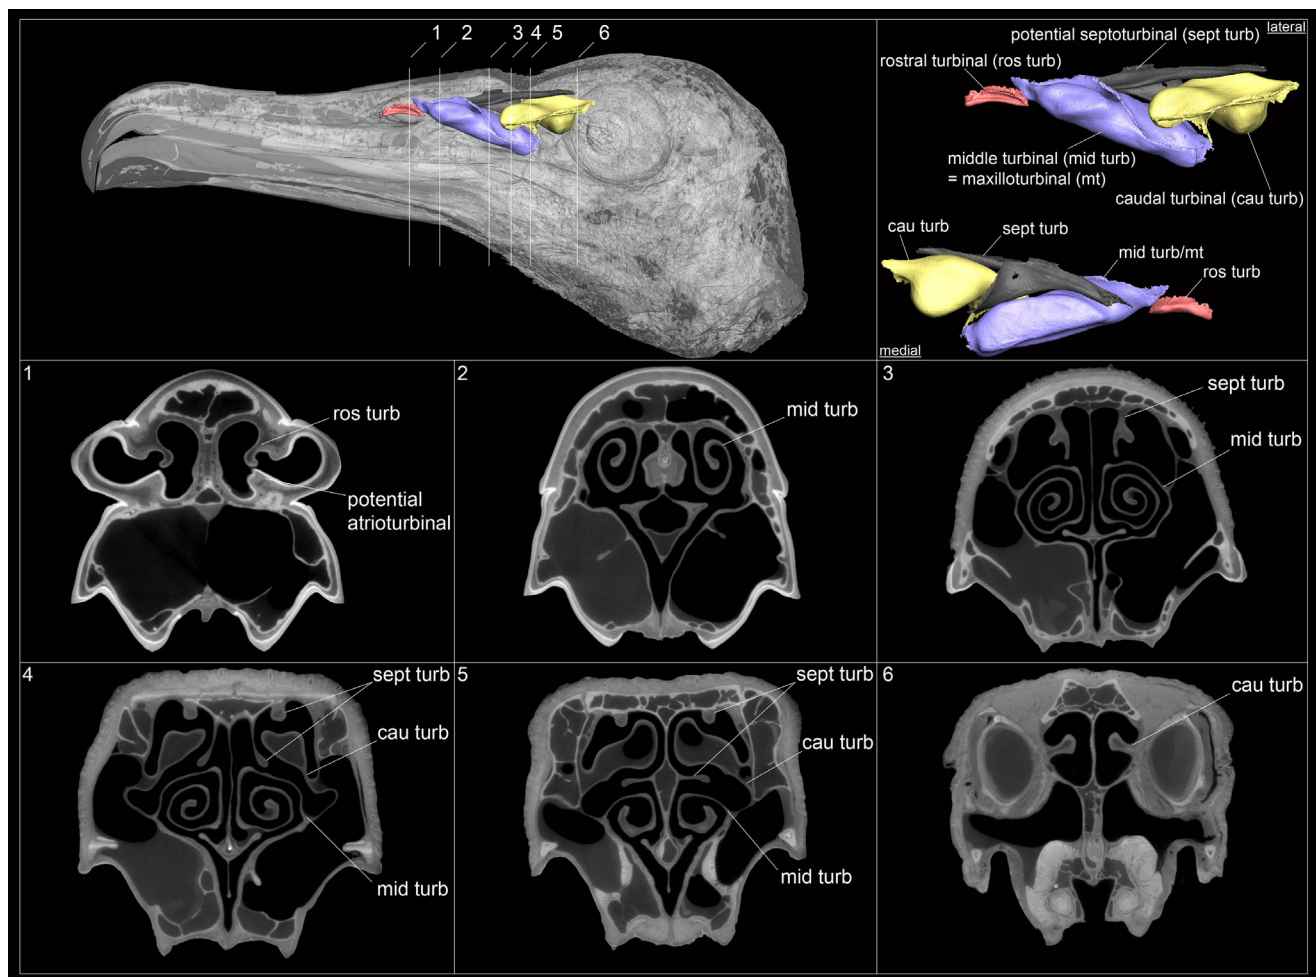 1 2 3 4 5 6
lateral
potential septoturbinal (sept turb)
rostral turbinal (ros turb)
middle turbinal (mid turb)
= maxilloturbinal (mt)
caudal turbinal (cau turb)
cau turb
sept turb
mid turb/mt
ros turb
medial
1
ros turb
potential
atrioturbinal
2
mid turb
3
sept turb
mid turb
4
sept turb
cau turb
mid turb
5
sept turb
cau turb
mid turb
6
cau turb